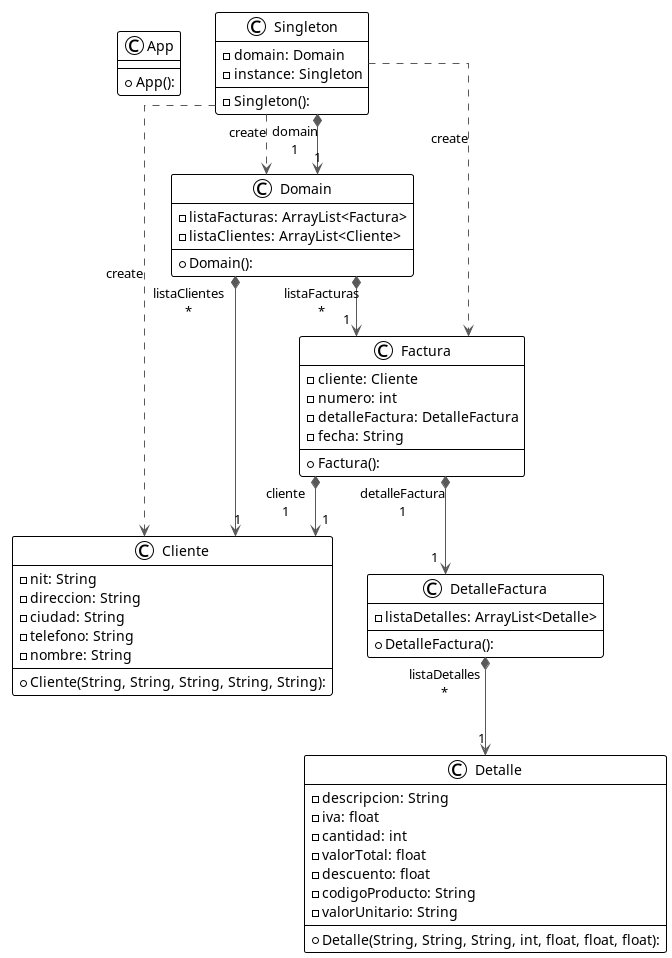 C App
+ App():
C Singleton
domain: Domain
instance: Singleton
Singleton():
create
domain
1
1
create
C Domain
listaFacturas: ArrayList<Factura>
listaClientes: ArrayList<Cliente>
Domain():
create
listaClientes
*
1
listaFacturas
*
1
C Factura
cliente: Cliente
numero: int
detalleFactura: DetalleFactura
fecha: String
Factura():
cliente
1
1
detalleFactura
1
1
C Cliente
nit: String
direccion: String
ciudad: String
telefono: String
nombre: String
Cliente(String, String, String, String, String):
C DetalleFactura
listaDetalles: ArrayList<Detalle>
DetalleFactura():
listaDetalles
*
1
C Detalle
descripcion: String
iva: float
cantidad: int
valorTotal: float
descuento: float
codigoProducto: String
valorUnitario: String
Detalle(String, String, String, int, float, float, float):